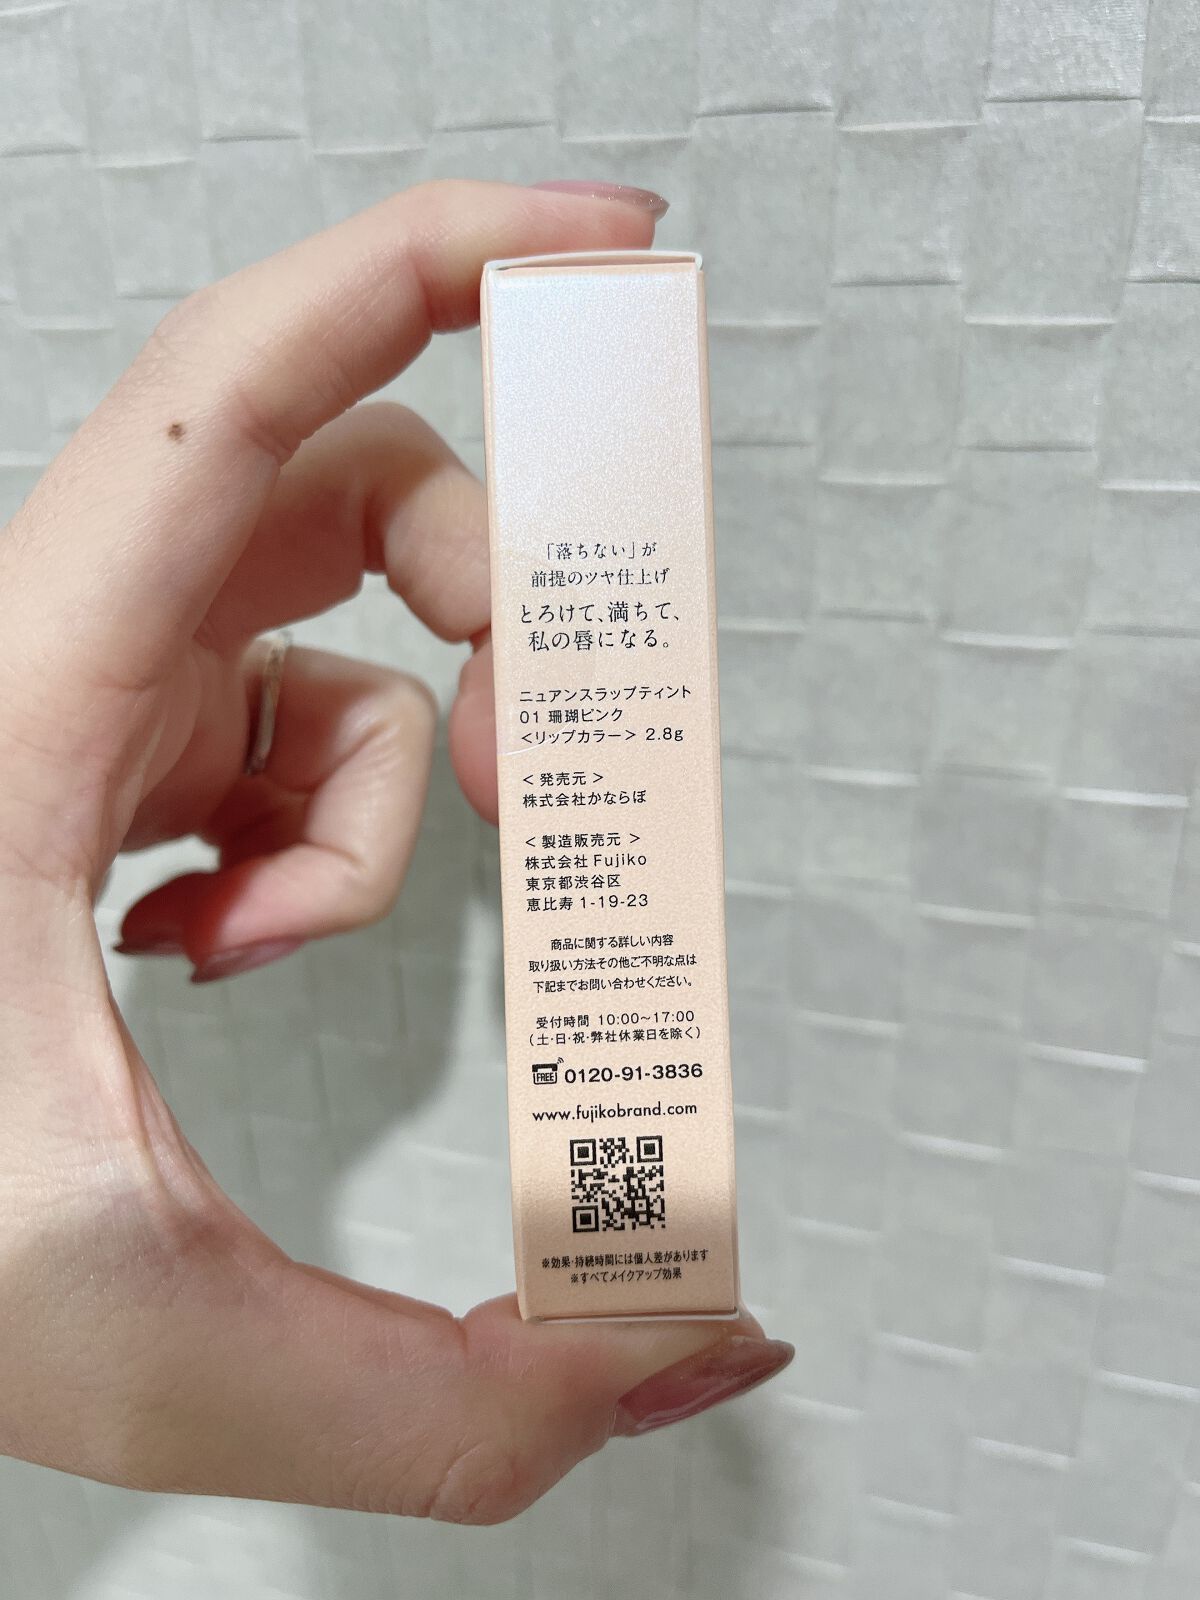 「落ちない」が
前提のツヤ仕上げ
とろけて、満ちて、
私の唇になる。
ニュアンスラップティント
01 珊瑚ピンク
＜リップカラー＞ 2.8g
＜発売元＞
株式会社かならぼ
＜製造販売元＞
株式会社Fujiko
東京都渋谷区
恵比寿1-19-23
商品に関する詳しい内容
取り扱い方法その他ご不明な点は
下記までお問い合わせください。
受付時間 10:00〜17:00
（土・日・祝・弊社休業日を除く）
FREE 0120-91-3836
www.fujikobrand.com
※効果・持続時間には個人差があります
※すべてメイクアップ効果